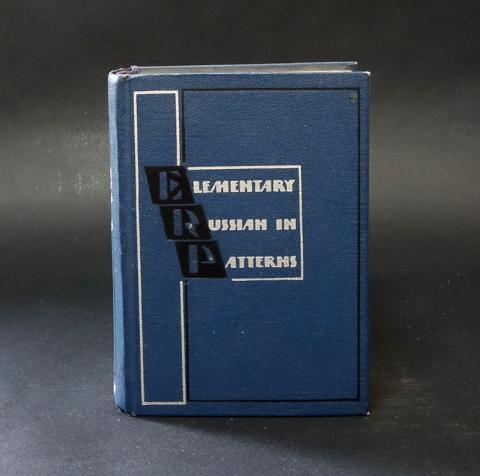 ELEMENTARY
RUSSIAN IN
PATTERNS